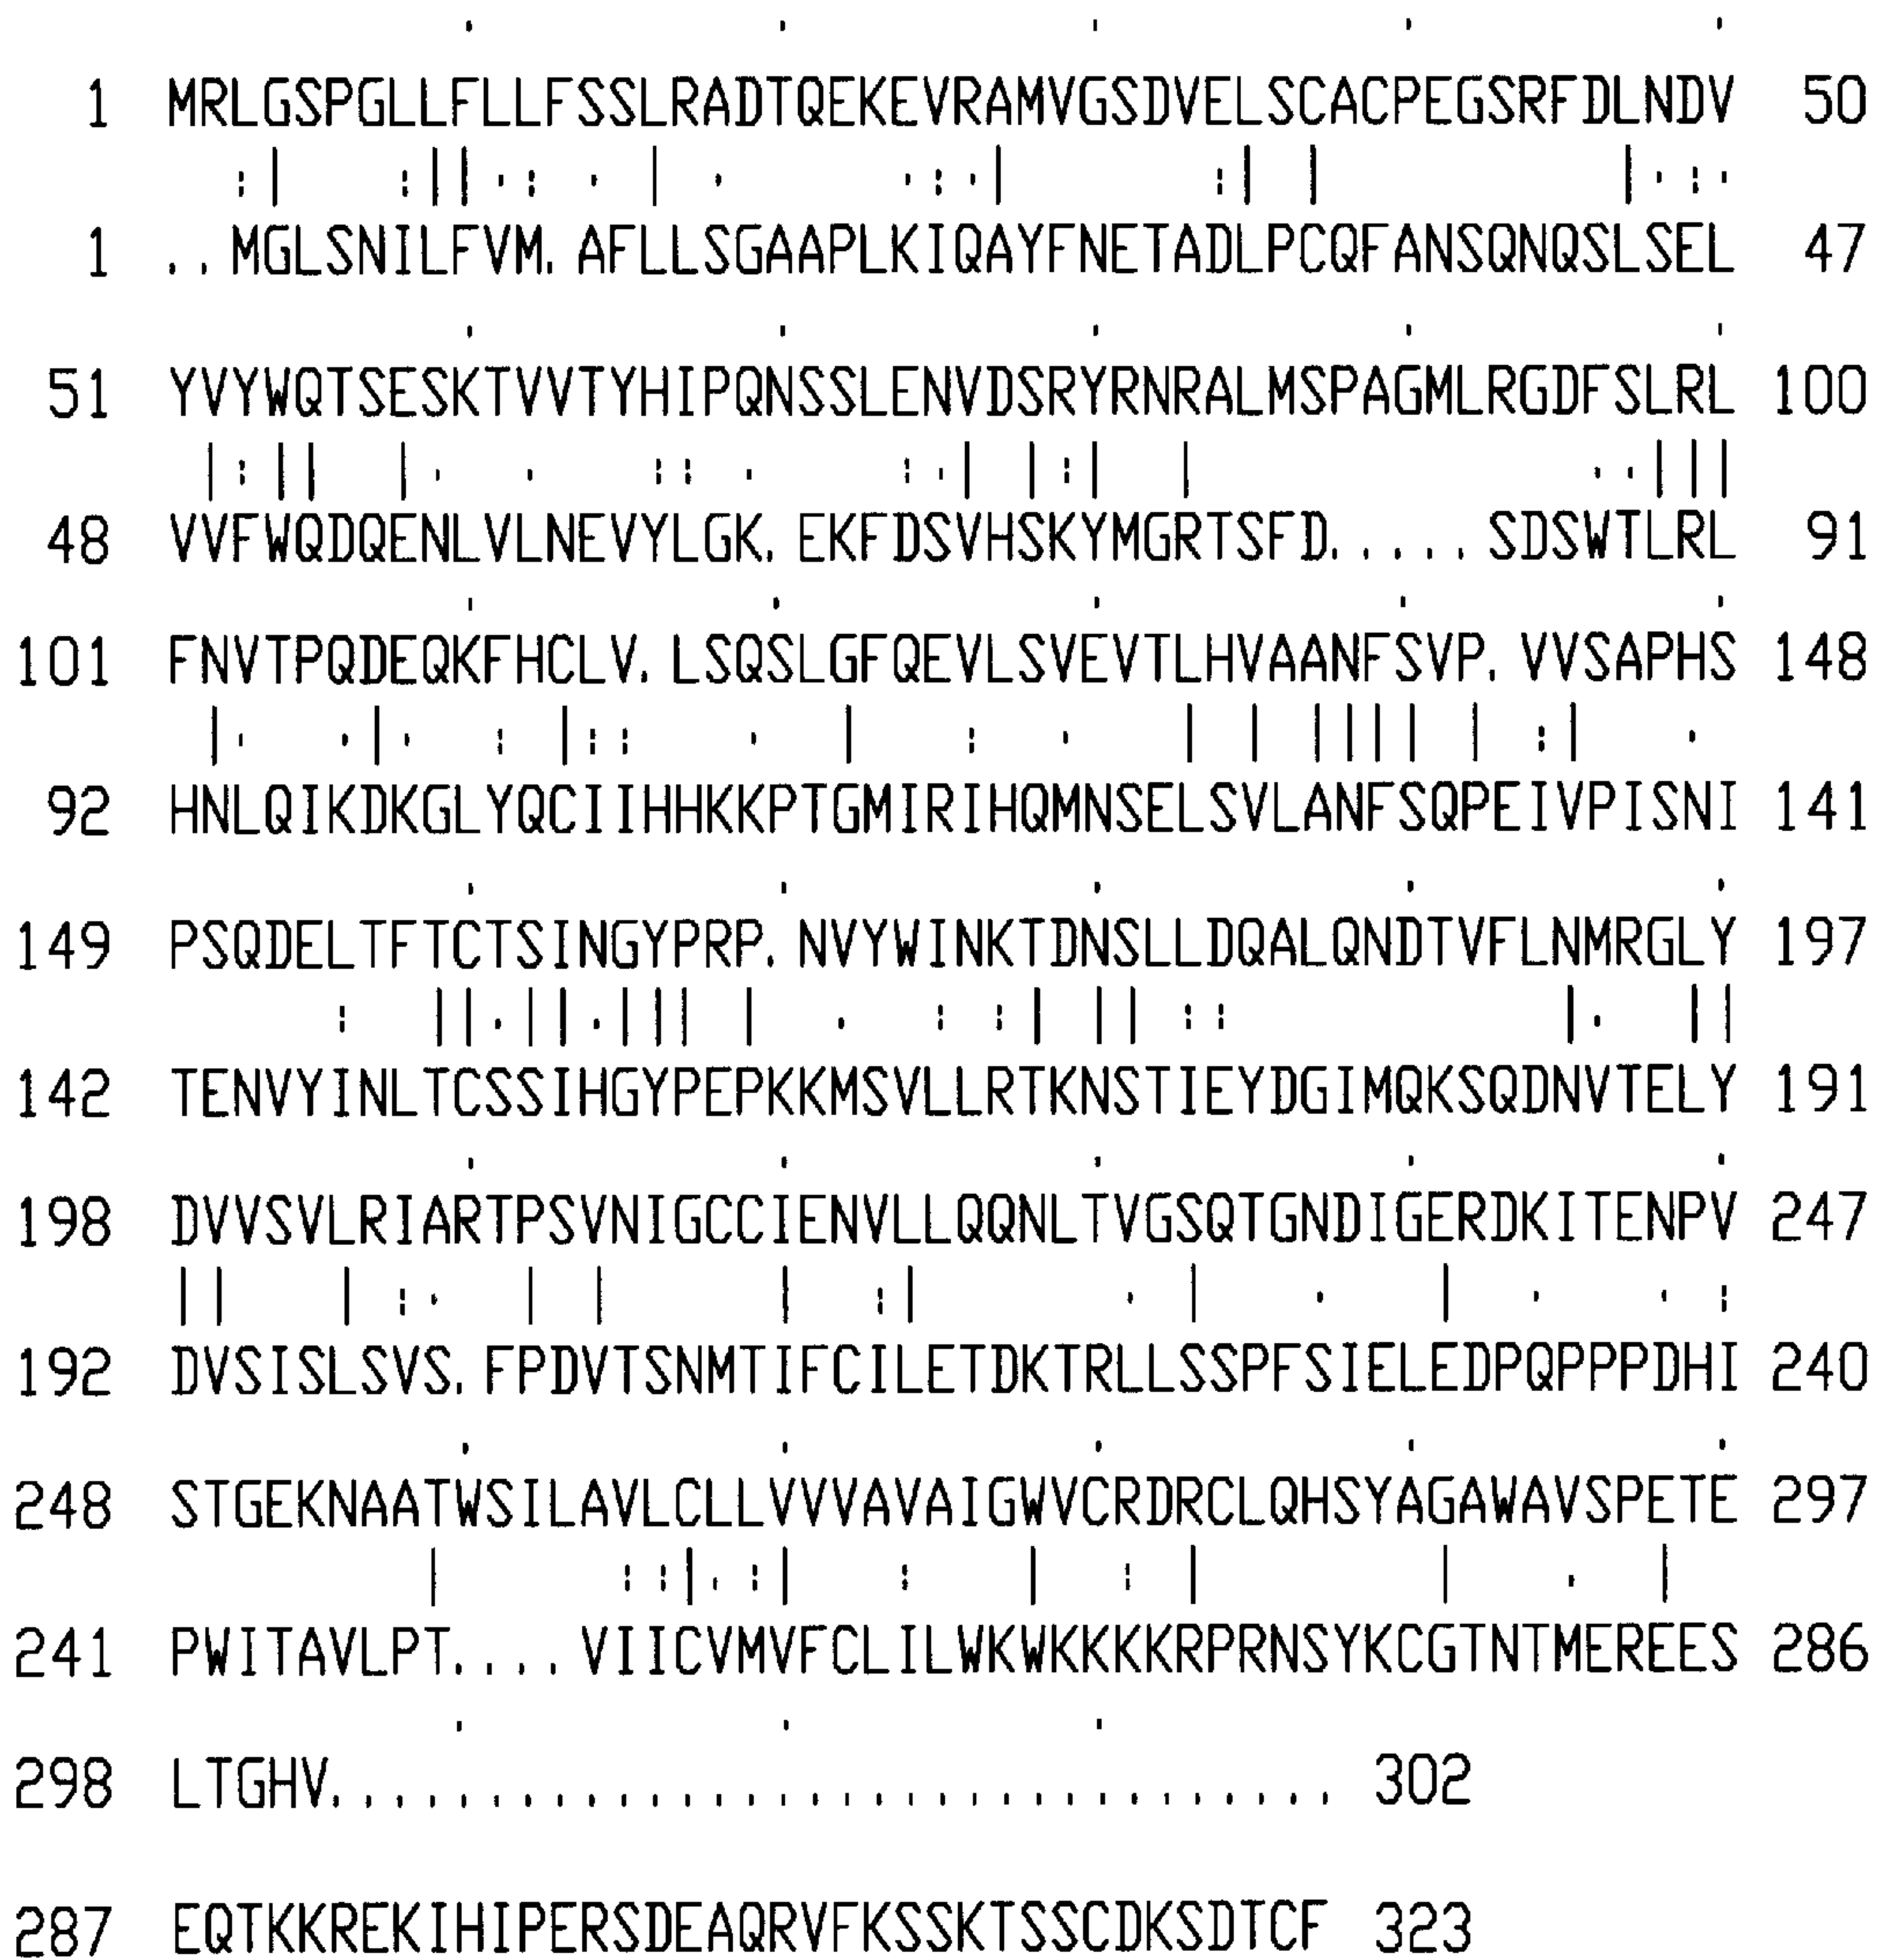 1 MRLGSPGLLFLLFSSLRADTQEKEVRAMVGSDVELSCACPEGSRFDLNDV 50
1 ..MGLSNILFVM.AFLLSGAAPLKIQAYFNETADLPCQFANSQNQSLSEL 47
51 YVYWQTSESKTVVTYHIPQNSSLENVDSRYRNRALMSPAGMLRGDFSLRL 100
48 VVFWQDQENLVLNEVYLGK.EKFDSVHSKYMGRTSFD.....SDSWTLRL 91
101 FNVTPQDEQKFHCLV.LSQSLGFQEVLSVEVTLHVAANFSVP.VVSAPHS 148
92 HNLQIKDKGLYQCIIHHKKPTGMIRIHQMNSELSVLANFSQPEIVPISNI 141
149 PSQDELTFTCTSINGYPRP.NVYWINKTDNSLLDQALQNDTVFLNMRGLY 197
142 TENVYINLTCSSIHGYPEPKKMSVLLRTKNSTIEYDGIMQKSQDNVTELY 191
198 DVVSVLRIARTPSVNIGCCIENVLLQQNLTVGSQTGNDIGERDKITENPV 247
192 DVSISLSVS.FPDVTSNMTIFCILETDKTRLLSSPFSIELEDPQPPPDHI 240
248 STGEKNAATWSILAVLCLLVVVAVAIGWVCRDRCLQHSYAGAWAVSPETE 297
241 PWITAVLPT....VIICVMVFCLILWKWKKKKRPRNSYKCGTNTMEREES 286
298 LTGHV................................ 302
287 EQTKKREKIHIPERSDEAQRVFKSSKTSSCDKSDTCF 323